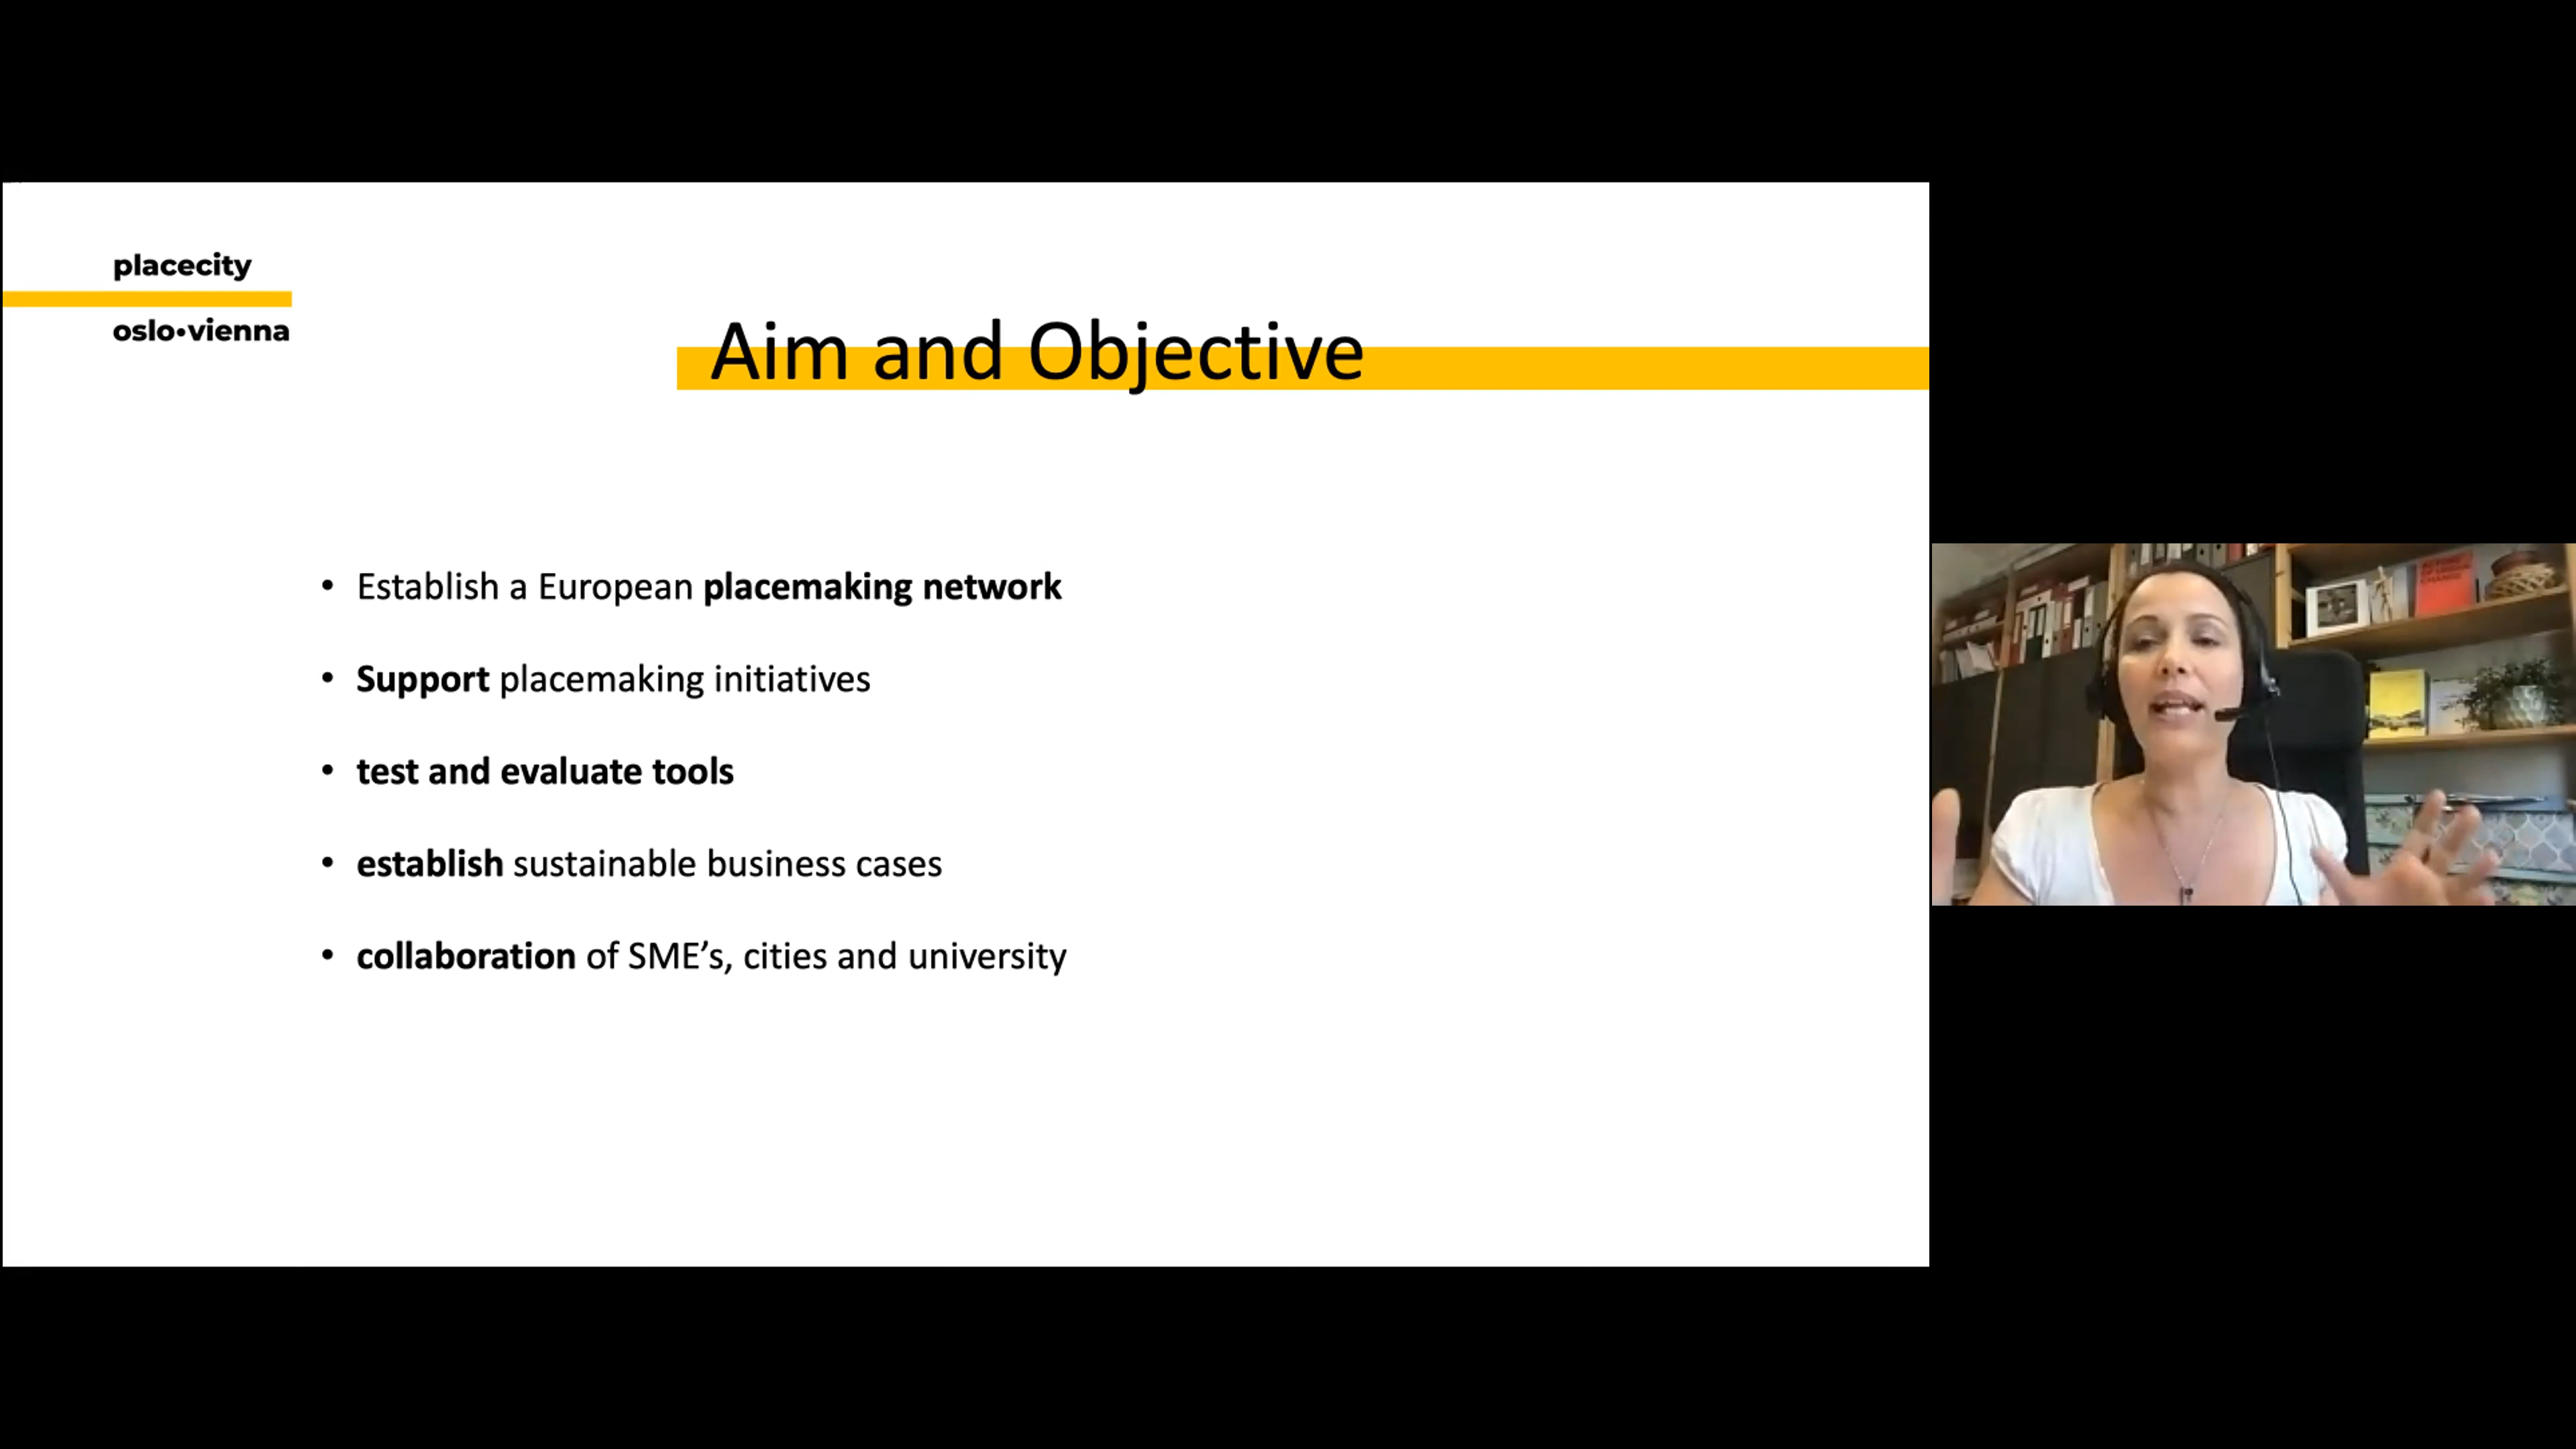 placecity
oslo•vienna
Aim and Objective
• Establish a European placemaking network
• Support placemaking initiatives
• test and evaluate tools
• establish sustainable business cases
• collaboration of SME’s, cities and university
CHANGE